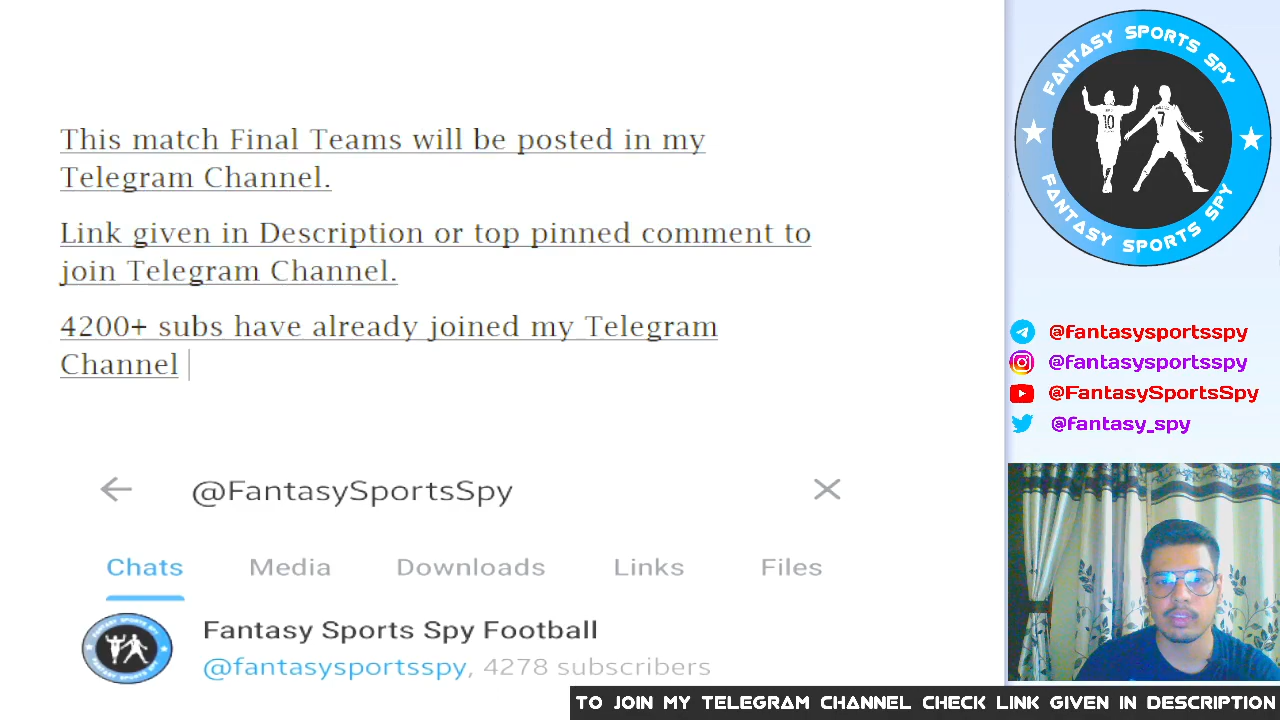 This match Final Teams will be posted in my
Telegram Channel.
Link given in Description or top pinned comment to
join Telegram Channel.
4200+ subs have already joined my Telegram
Channel
@FantasySportsSpy
Chats Media Downloads Links Files
Fantasy Sports Spy Football
@fantasysportsspy, 4278 subscribers
FANTASY SPORTS SPY
10 7
FANTASY SPORTS SPY
@fantasysportsspy
@fantasysportsspy
@FantasySportsSpy
@fantasy_spy
TO JOIN MY TELEGRAM CHANNEL CHECK LINK GIVEN IN DESCRIPTION